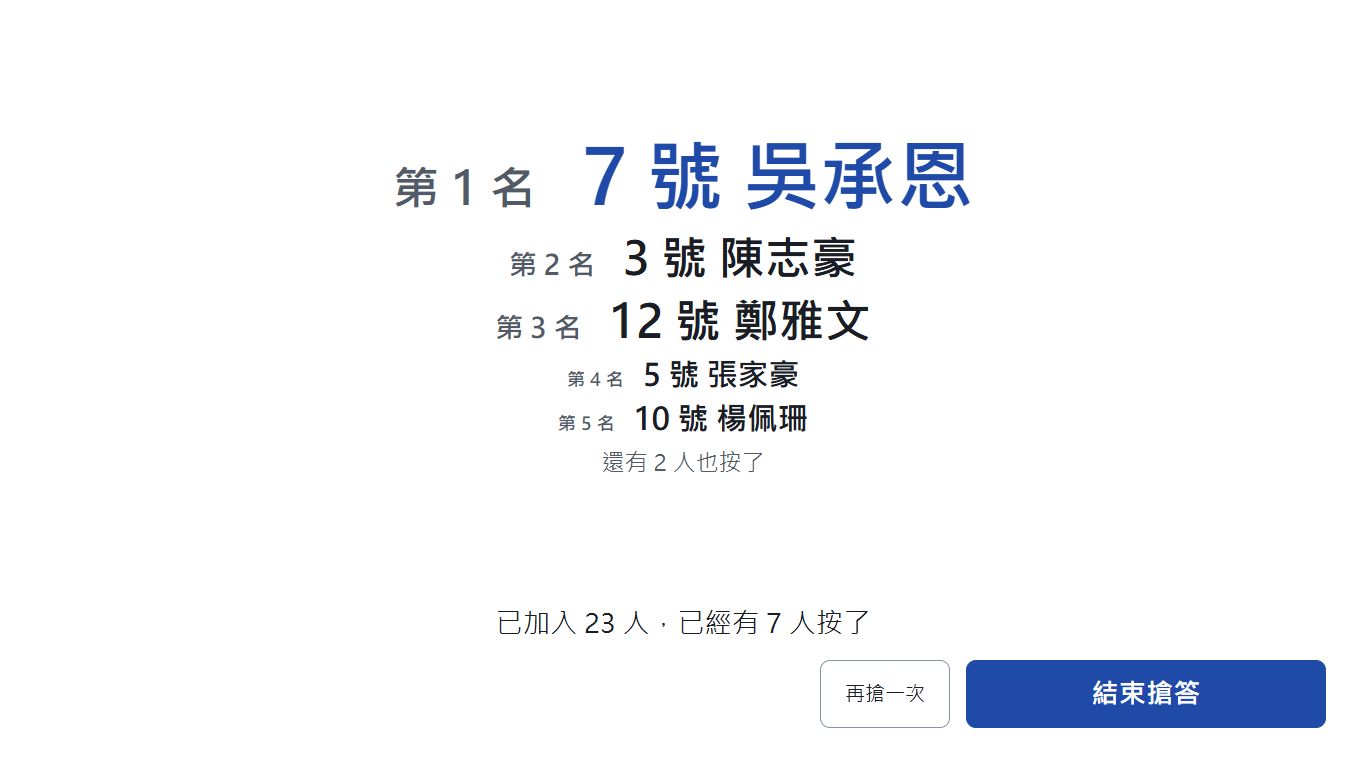 第 1 名 7 號 吳承恩
第 2 名 3 號 陳志豪
第 3 名 12 號 鄭雅文
第 4 名 5 號 張家豪
第 5 名 10 號 楊佩珊
還有 2 人也按了
已加入 23 人，已經有 7 人按了
再搶一次 結束搶答